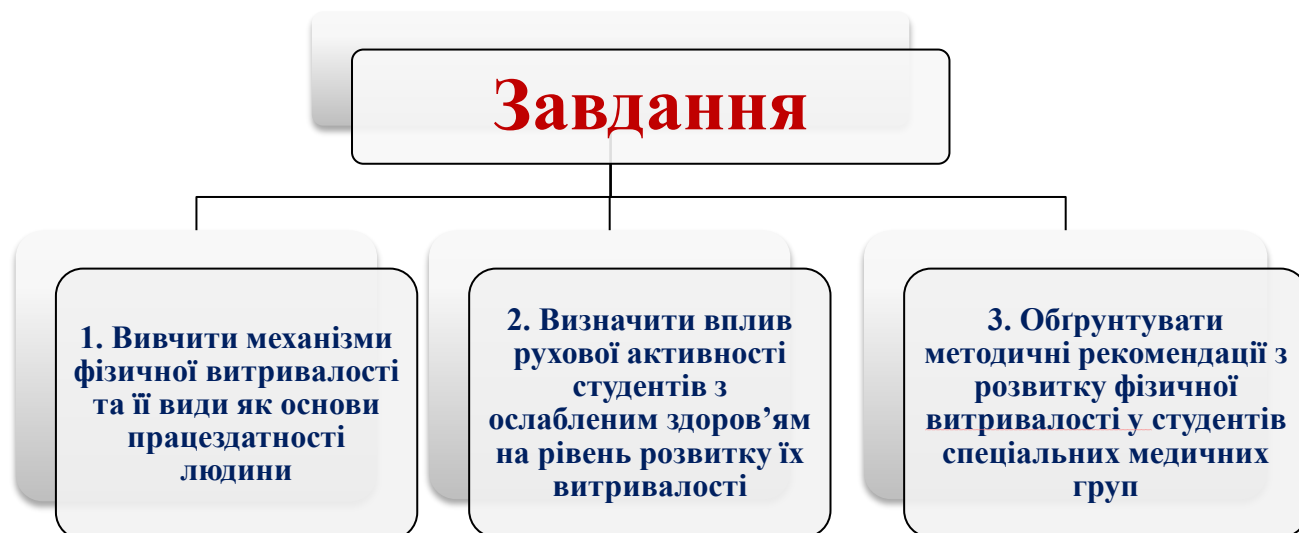 Завдання
1. Вивчити механізми
фізичної витривалості
та її види як основи
працездатності
людини
2. Визначити вплив
рухової активності
студентів з
ослабленим здоров’ям
на рівень розвитку їх
витривалості
3. Обґрунтувати
методичні рекомендації з
розвитку фізичної
витривалості у студентів
спеціальних медичних
груп